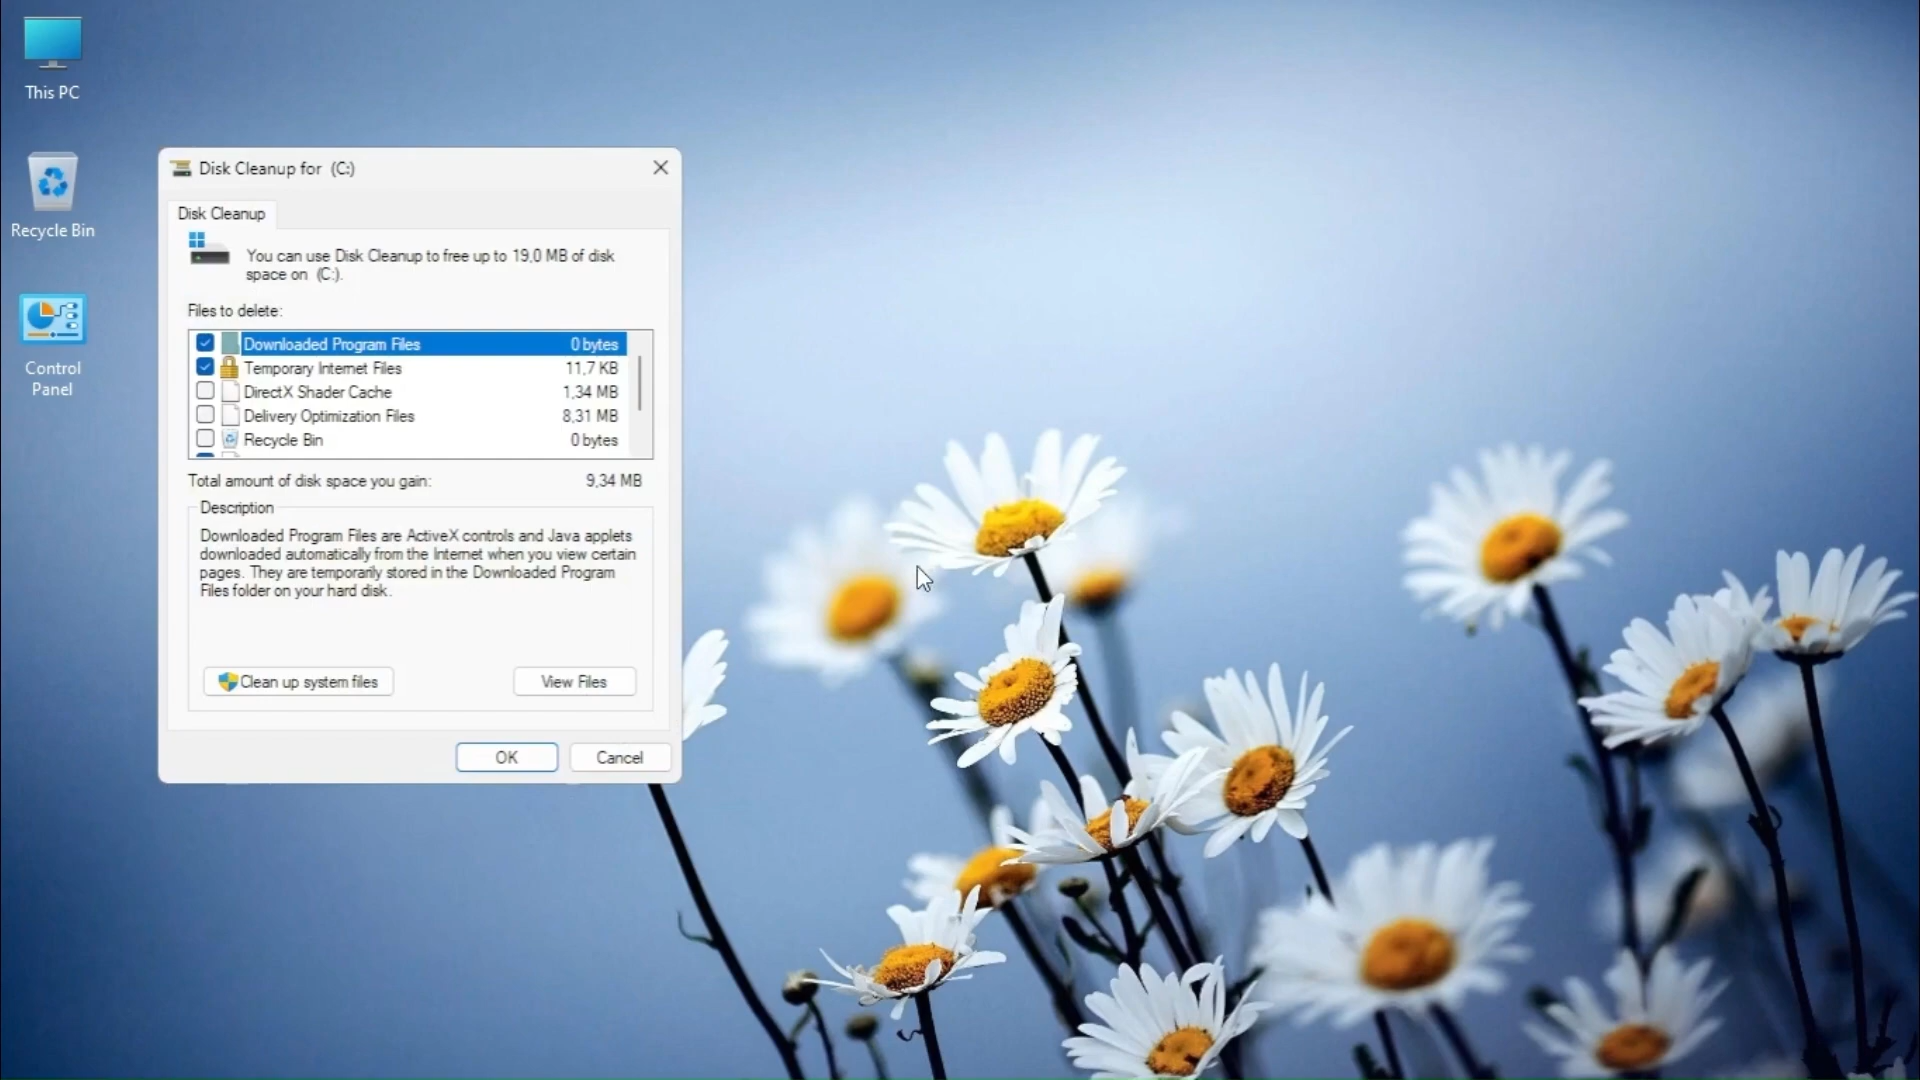 This PC
Recycle Bin
Control
Panel
Disk Cleanup for  (C:)
Disk Cleanup
You can use Disk Cleanup to free up to 19,0 MB of disk
space on  (C:).
Files to delete:
Downloaded Program Files 0 bytes
Temporary Internet Files 11,7 KB
DirectX Shader Cache 1,34 MB
Delivery Optimization Files 8,31 MB
Recycle Bin 0 bytes
Total amount of disk space you gain: 9,34 MB
Description
Downloaded Program Files are ActiveX controls and Java applets
downloaded automatically from the Internet when you view certain
pages. They are temporarily stored in the Downloaded Program
Files folder on your hard disk.
Clean up system files View Files
OK Cancel